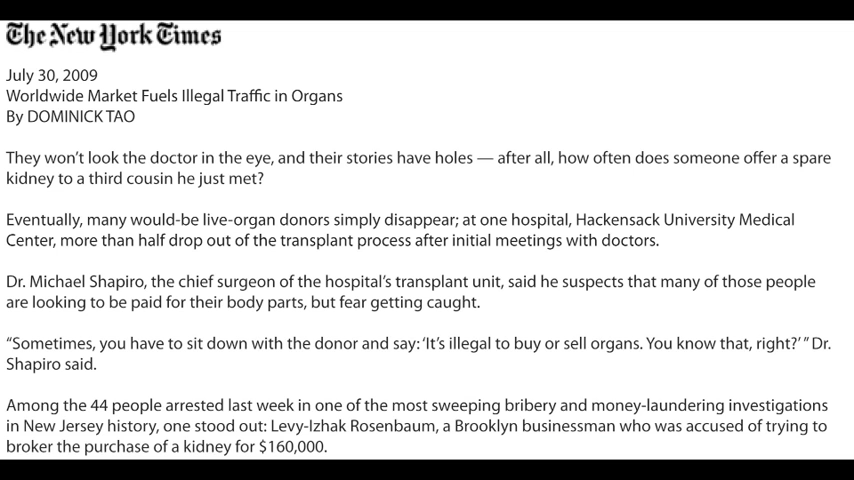 The New York Times
July 30, 2009
Worldwide Market Fuels Illegal Traffic in Organs
By DOMINICK TAO
They won’t look the doctor in the eye, and their stories have holes — after all, how often does someone offer a spare
kidney to a third cousin he just met?
Eventually, many would-be live-organ donors simply disappear; at one hospital, Hackensack University Medical
Center, more than half drop out of the transplant process after initial meetings with doctors.
Dr. Michael Shapiro, the chief surgeon of the hospital’s transplant unit, said he suspects that many of those people
are looking to be paid for their body parts, but fear getting caught.
“Sometimes, you have to sit down with the donor and say: ‘It’s illegal to buy or sell organs. You know that, right?’ ” Dr.
Shapiro said.
Among the 44 people arrested last week in one of the most sweeping bribery and money-laundering investigations
in New Jersey history, one stood out: Levy-Izhak Rosenbaum, a Brooklyn businessman who was accused of trying to
broker the purchase of a kidney for $160,000.